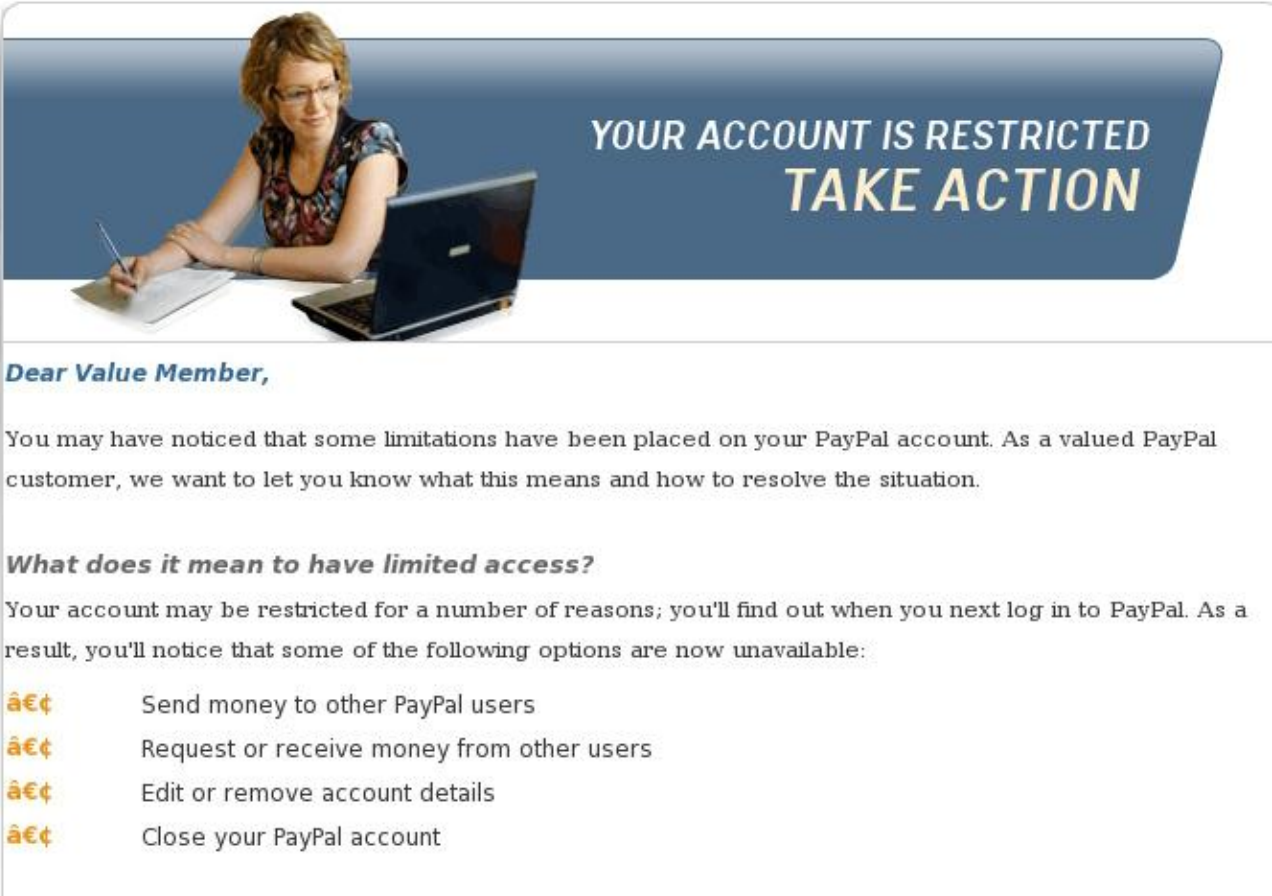 YOUR ACCOUNT IS RESTRICTED
TAKE ACTION
Dear Value Member,
You may have noticed that some limitations have been placed on your PayPal account. As a valued PayPal
customer, we want to let you know what this means and how to resolve the situation.
What does it mean to have limited access?
Your account may be restricted for a number of reasons; you'll find out when you next log in to PayPal. As a
result, you'll notice that some of the following options are now unavailable:
â€¢ Send money to other PayPal users
â€¢ Request or receive money from other users
â€¢ Edit or remove account details
â€¢ Close your PayPal account